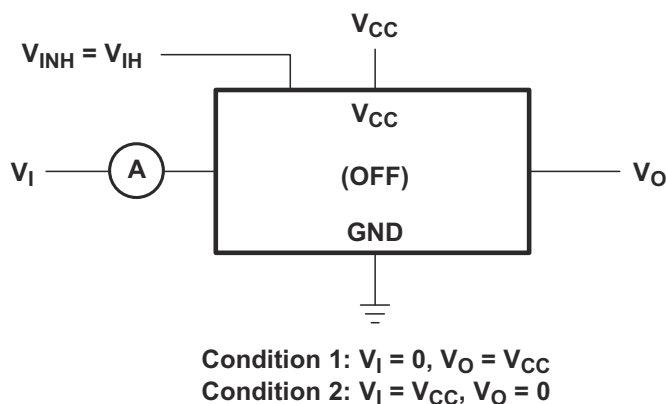 V_CC
V_INH = V_IH
V_CC
V_I
A
(OFF)
V_O
GND
Condition 1: V_I = 0, V_O = V_CC
Condition 2: V_I = V_CC, V_O = 0